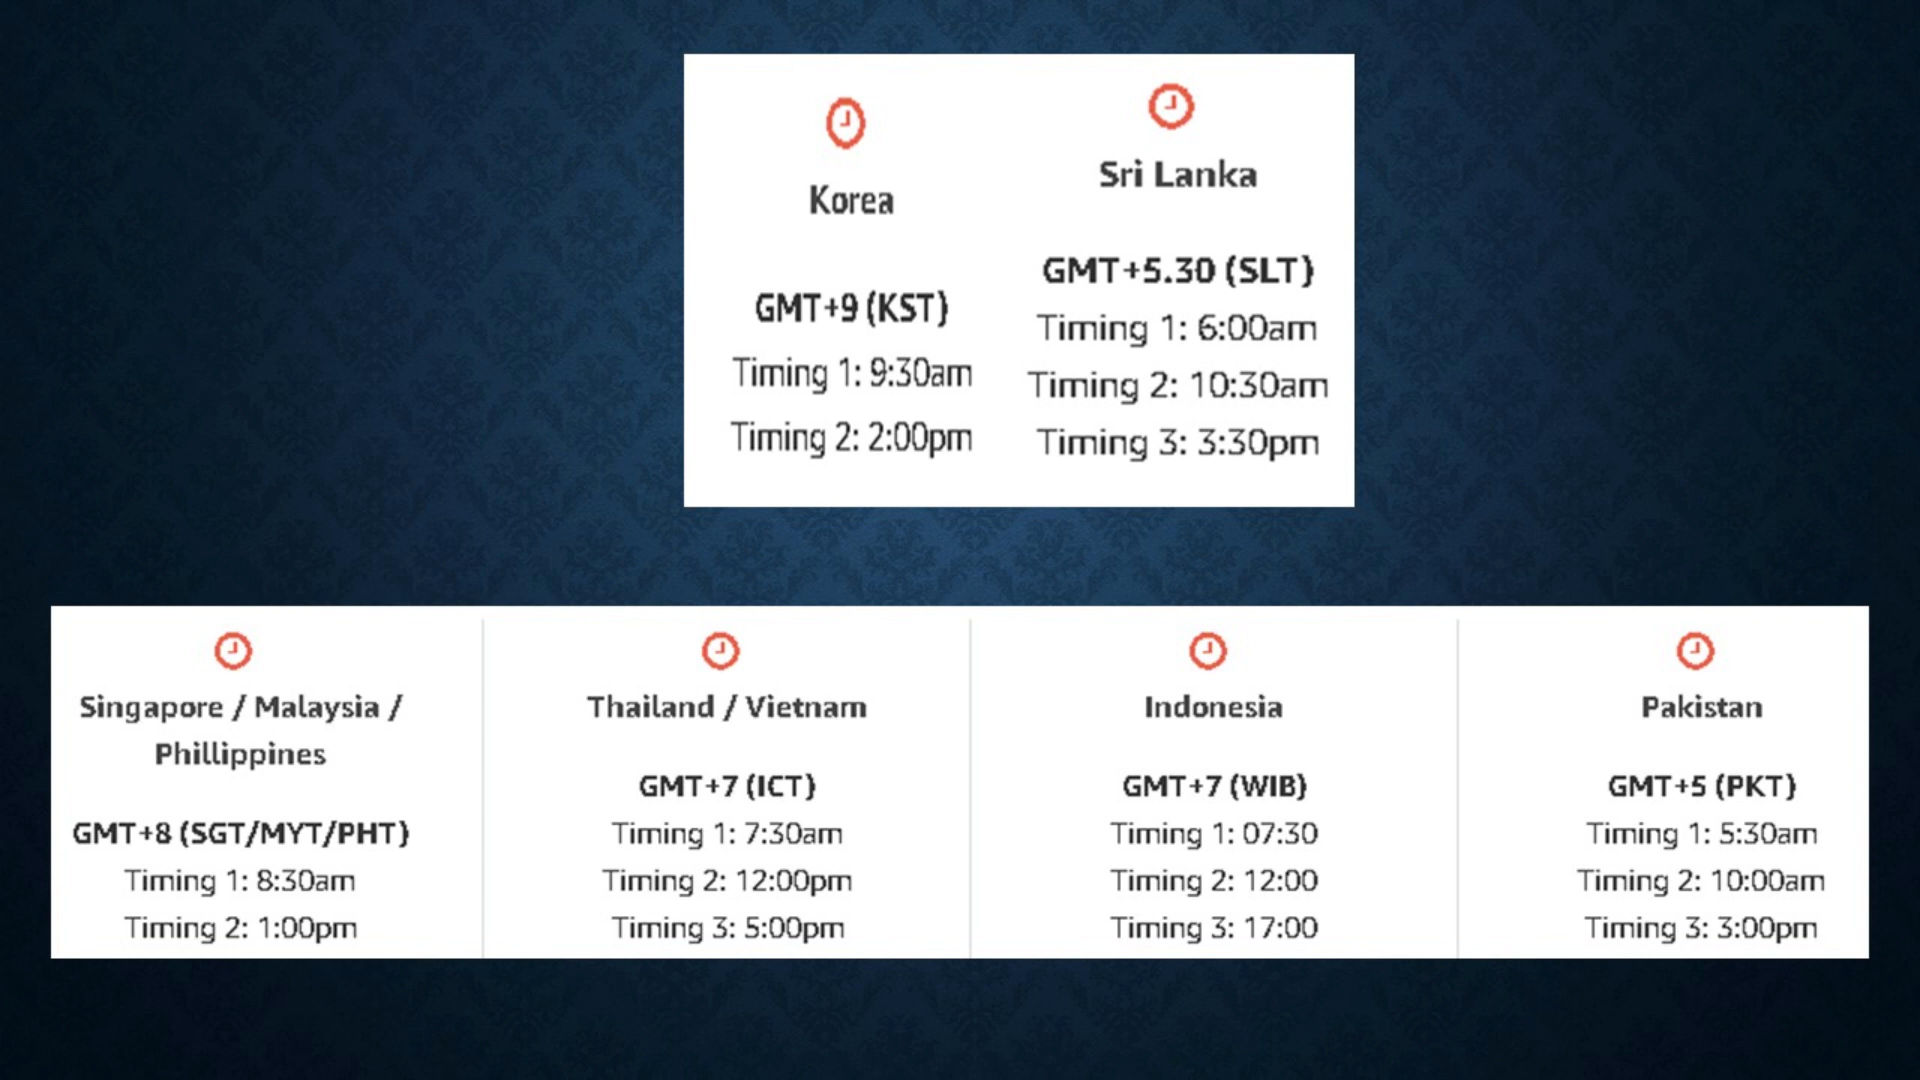 Korea
GMT+9 (KST)
Timing 1: 9:30am
Timing 2: 2:00pm
Sri Lanka
GMT+5.30 (SLT)
Timing 1: 6:00am
Timing 2: 10:30am
Timing 3: 3:30pm
Singapore / Malaysia /
Phillippines
GMT+8 (SGT/MYT/PHT)
Timing 1: 8:30am
Timing 2: 1:00pm
Thailand / Vietnam
GMT+7 (ICT)
Timing 1: 7:30am
Timing 2: 12:00pm
Timing 3: 5:00pm
Indonesia
GMT+7 (WIB)
Timing 1: 07:30
Timing 2: 12:00
Timing 3: 17:00
Pakistan
GMT+5 (PKT)
Timing 1: 5:30am
Timing 2: 10:00am
Timing 3: 3:00pm